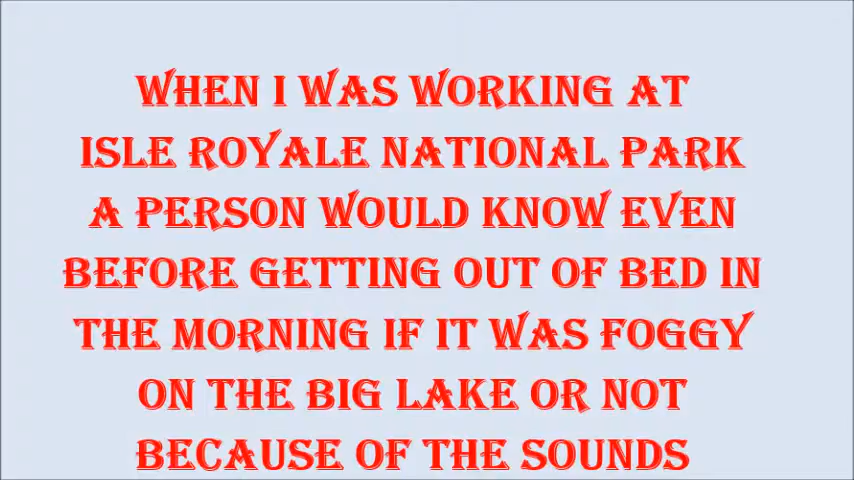 WHEN I WAS WORKING AT
ISLE ROYALE NATIONAL PARK
A PERSON WOULD KNOW EVEN
BEFORE GETTING OUT OF BED IN
THE MORNING IF IT WAS FOGGY
ON THE BIG LAKE OR NOT
BECAUSE OF THE SOUNDS